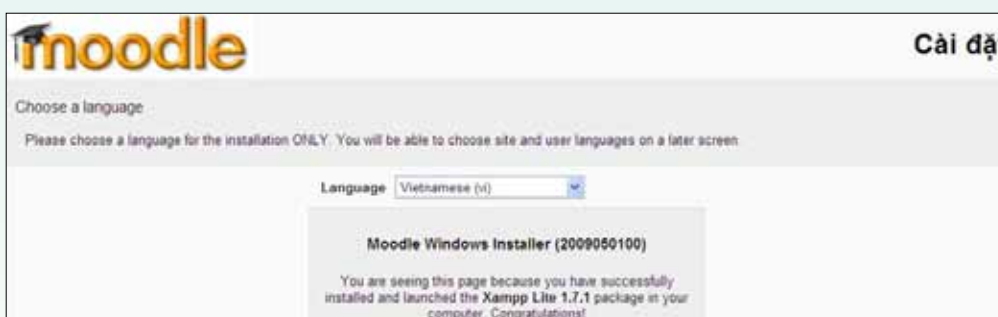 moodle
Cài đặ
Choose a language
Please choose a language for the installation ONLY. You will be able to choose site and user languages on a later screen
Language Vietnamese (vi)
Moodle Windows Installer (2009050100)
You are seeing this page because you have successfully
installed and launched the Xampp Lite 1.7.1 package in your
computer. Congratulations!